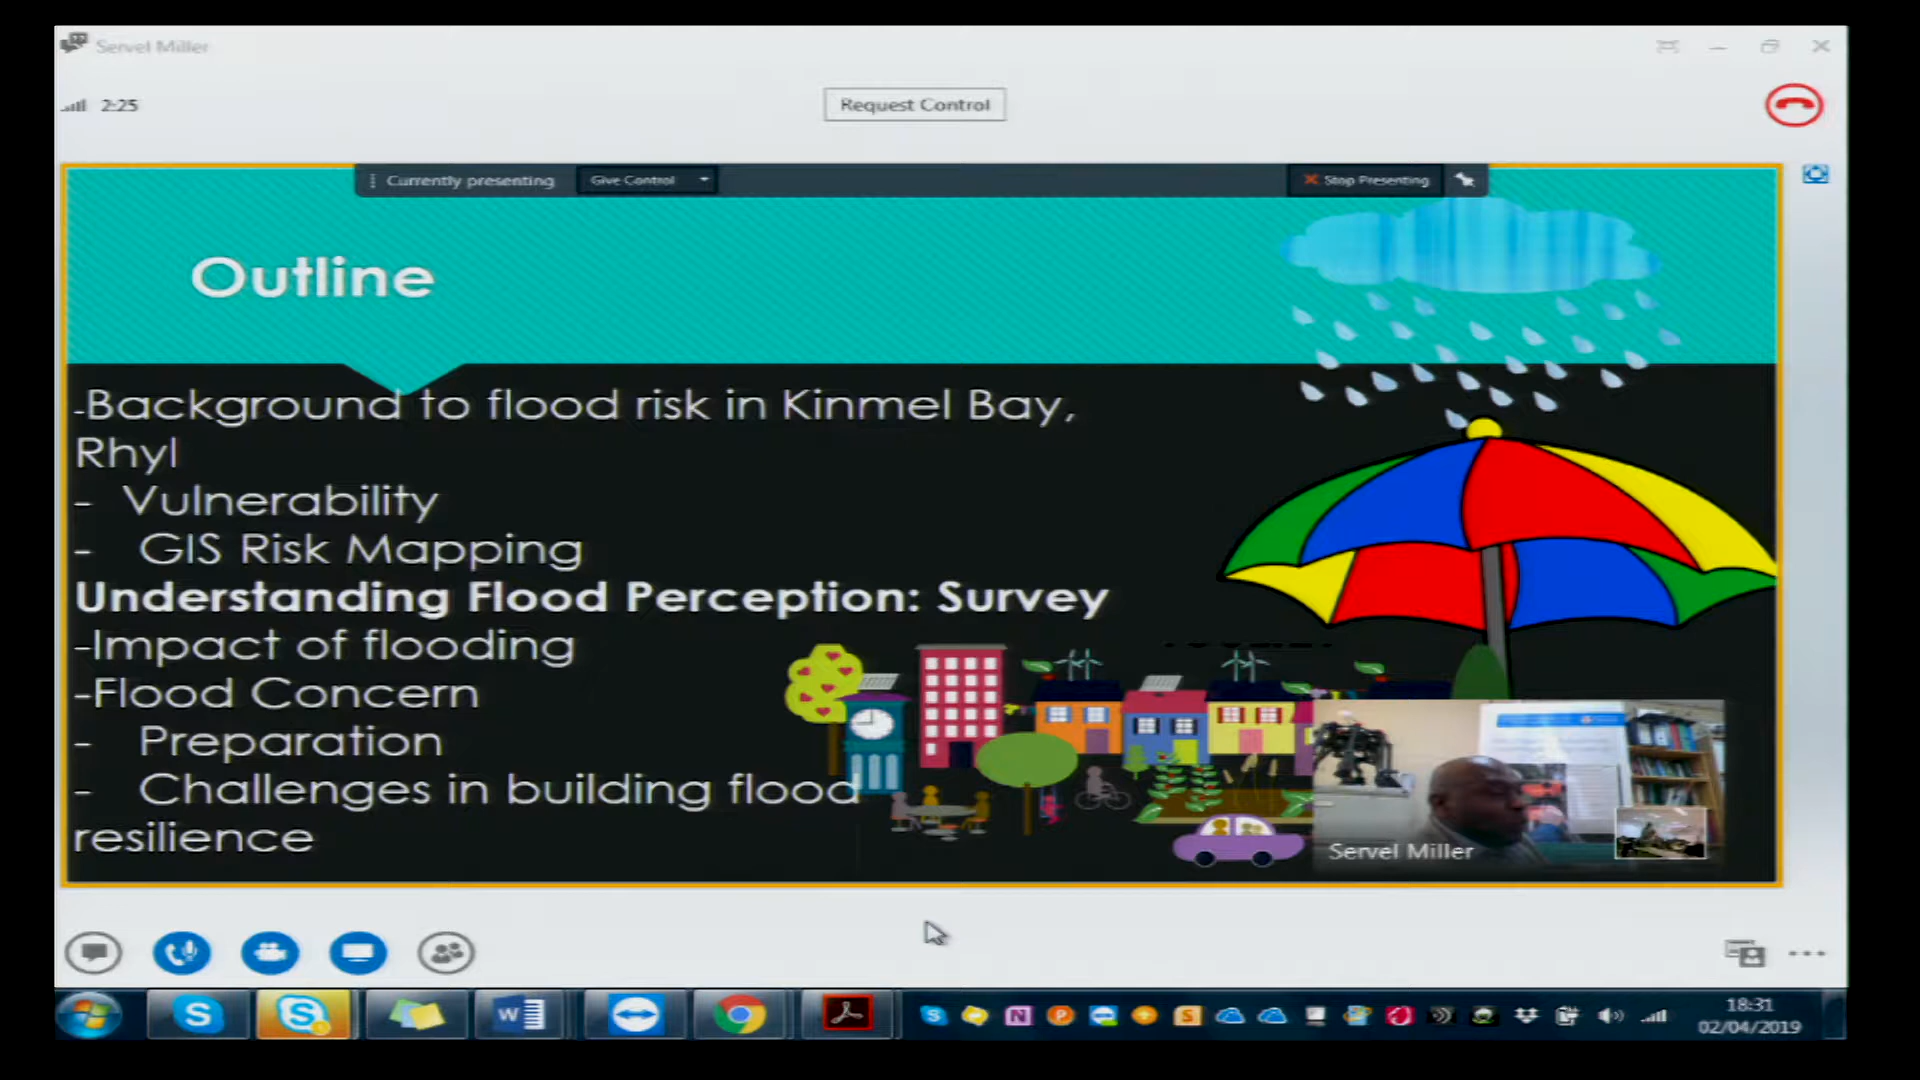 Servel Miller
2:25
Request Control
Currently presenting
Give Control
Stop Presenting
Outline
-Background to flood risk in Kinmel Bay,
Rhyl
- Vulnerability
- GIS Risk Mapping
Understanding Flood Perception: Survey
-Impact of flooding
-Flood Concern
- Preparation
- Challenges in building flood
resilience
Servel Miller
18:31
02/04/2019